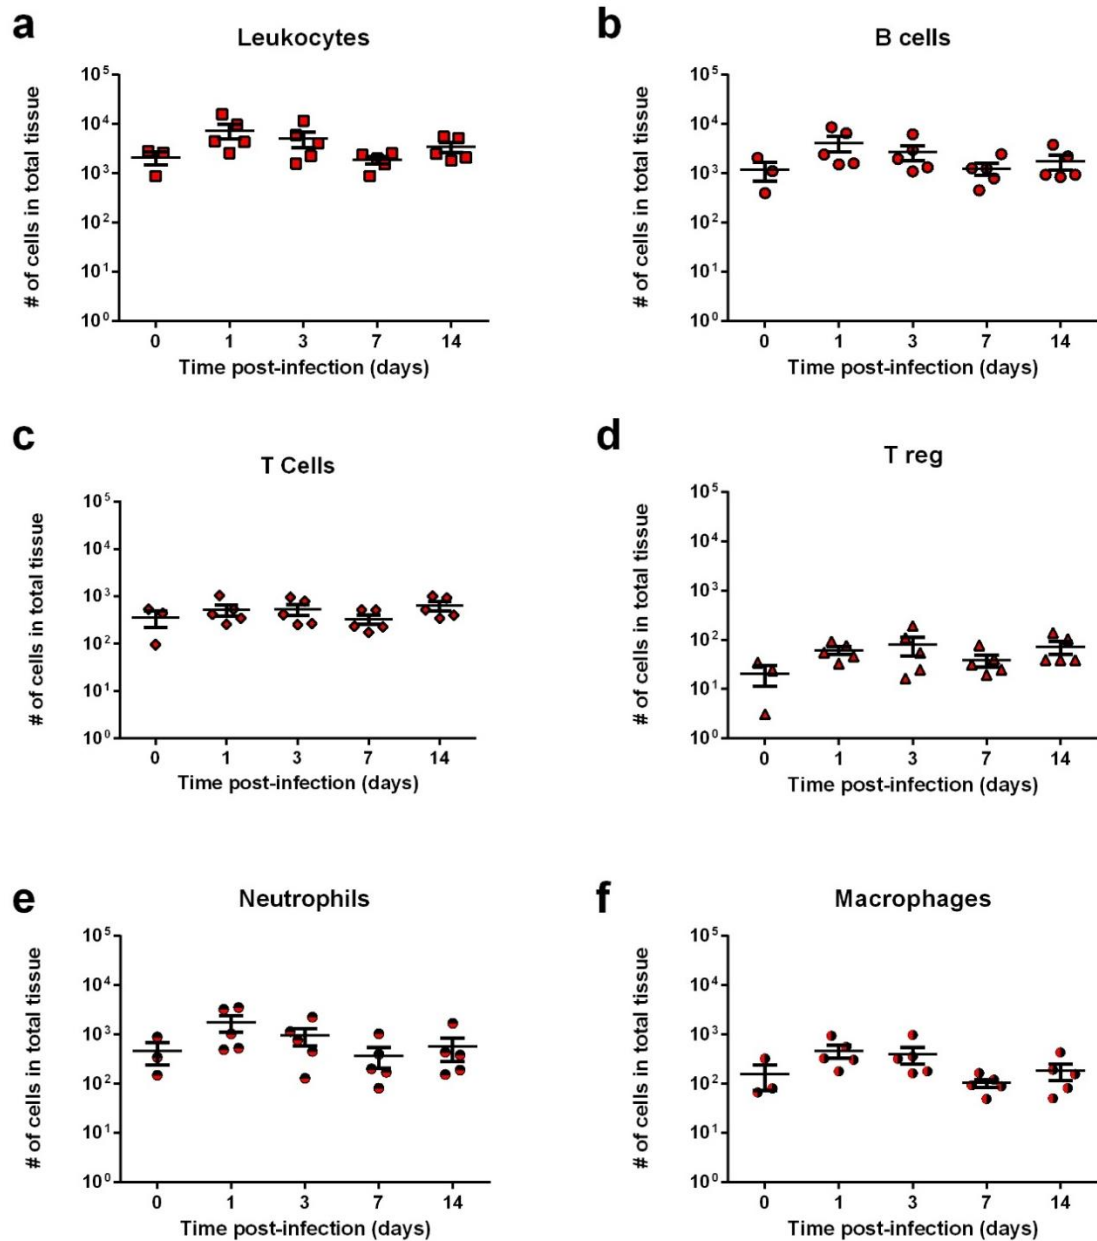 a
Leukocytes
# of cells in total tissue
10⁵
10⁴
10³
10²
10¹
10⁰
0 1 3 7 14
Time post-infection (days)
b
B cells
# of cells in total tissue
10⁵
10⁴
10³
10²
10¹
10⁰
0 1 3 7 14
Time post-infection (days)
c
T Cells
# of cells in total tissue
10⁵
10⁴
10³
10²
10¹
10⁰
0 1 3 7 14
Time post-infection (days)
d
T reg
# of cells in total tissue
10⁵
10⁴
10³
10²
10¹
10⁰
0 1 3 7 14
Time post-infection (days)
e
Neutrophils
# of cells in total tissue
10⁵
10⁴
10³
10²
10¹
10⁰
0 1 3 7 14
Time post-infection (days)
f
Macrophages
# of cells in total tissue
10⁵
10⁴
10³
10²
10¹
10⁰
0 1 3 7 14
Time post-infection (days)